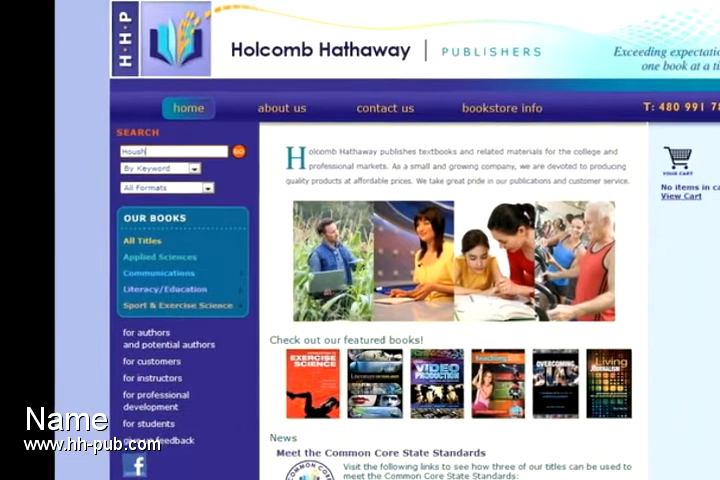 H·H·P
Holcomb Hathaway | PUBLISHERS
Exceeding
one book at a
home
about us
contact us
bookstore info
T: 480 991
SEARCH
Housh
GO
By Keyword
All Formats
Holcomb Hathaway publishes textbooks and related materials for the college and
professional markets. As a small and growing company, we are devoted to producing
quality products at affordable prices. We take great pride in our publications and customer service.
YOUR CART
No items in
View Cart
OUR BOOKS
All Titles
Applied Sciences
Communications
Literacy/Education
Sport & Exercise Science
for authors
and potential authors
for customers
for instructors
for professional
development
for students
feedback
Name
www.hh-pub.com
Check out our featured books!
EXERCISE
SCIENCE
VIDEO
PRODUCTION
teaching
OVERCOMING
Living
JOURNALISM
News
Meet the Common Core State Standards
Visit the following links to see how three of our titles can be used to
meet the Common Core State Standards:
COMMON CORE